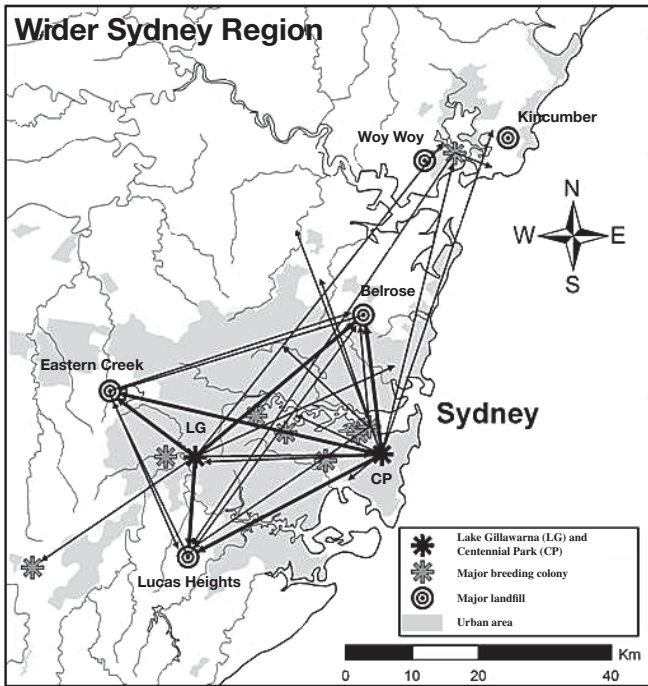 Wider Sydney Region
Kincumber
Woy Woy
N
W E
S
Belrose
Eastern Creek
LG
Sydney
CP
Lucas Heights
Lake Gillawarna (LG) and
Centennial Park (CP)
Major breeding colony
Major landfill
Urban area
Km
0 10 20 40